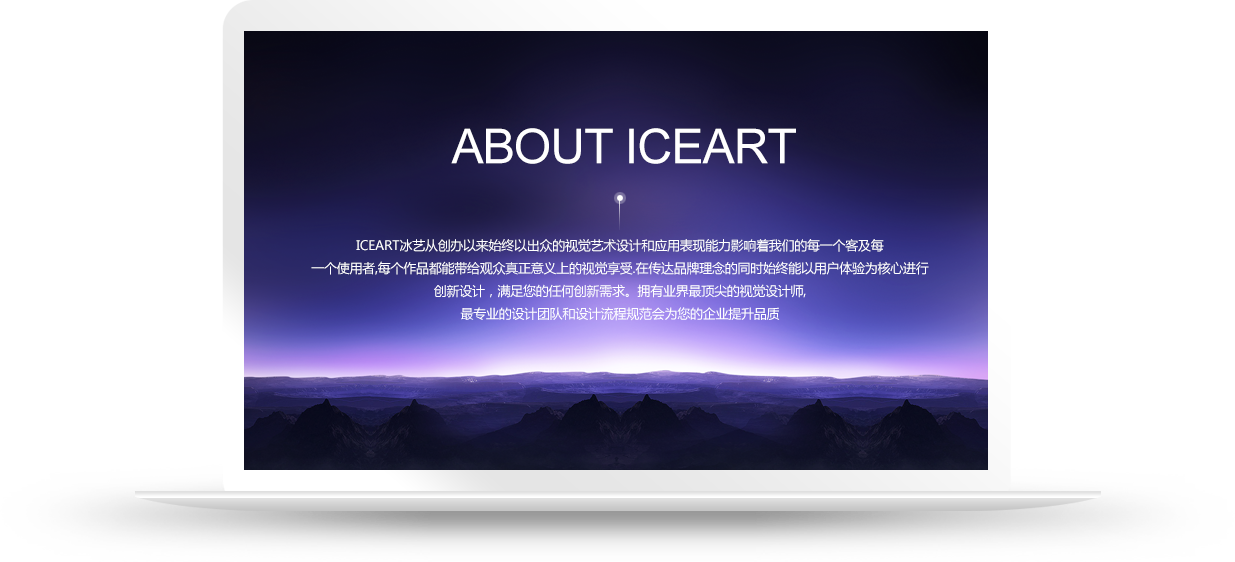 ABOUT ICEART
ICEART冰艺从创办以来始终以出众的视觉艺术设计和应用表现能力影响着我们的每一个客及每
一个使用者,每个作品都能带给观众真正意义上的视觉享受.在传达品牌理念的同时始终能以用户体验为核心进行
创新设计，满足您的任何创新需求。拥有业界最顶尖的视觉设计师,
最专业的设计团队和设计流程规范会为您的企业提升品质